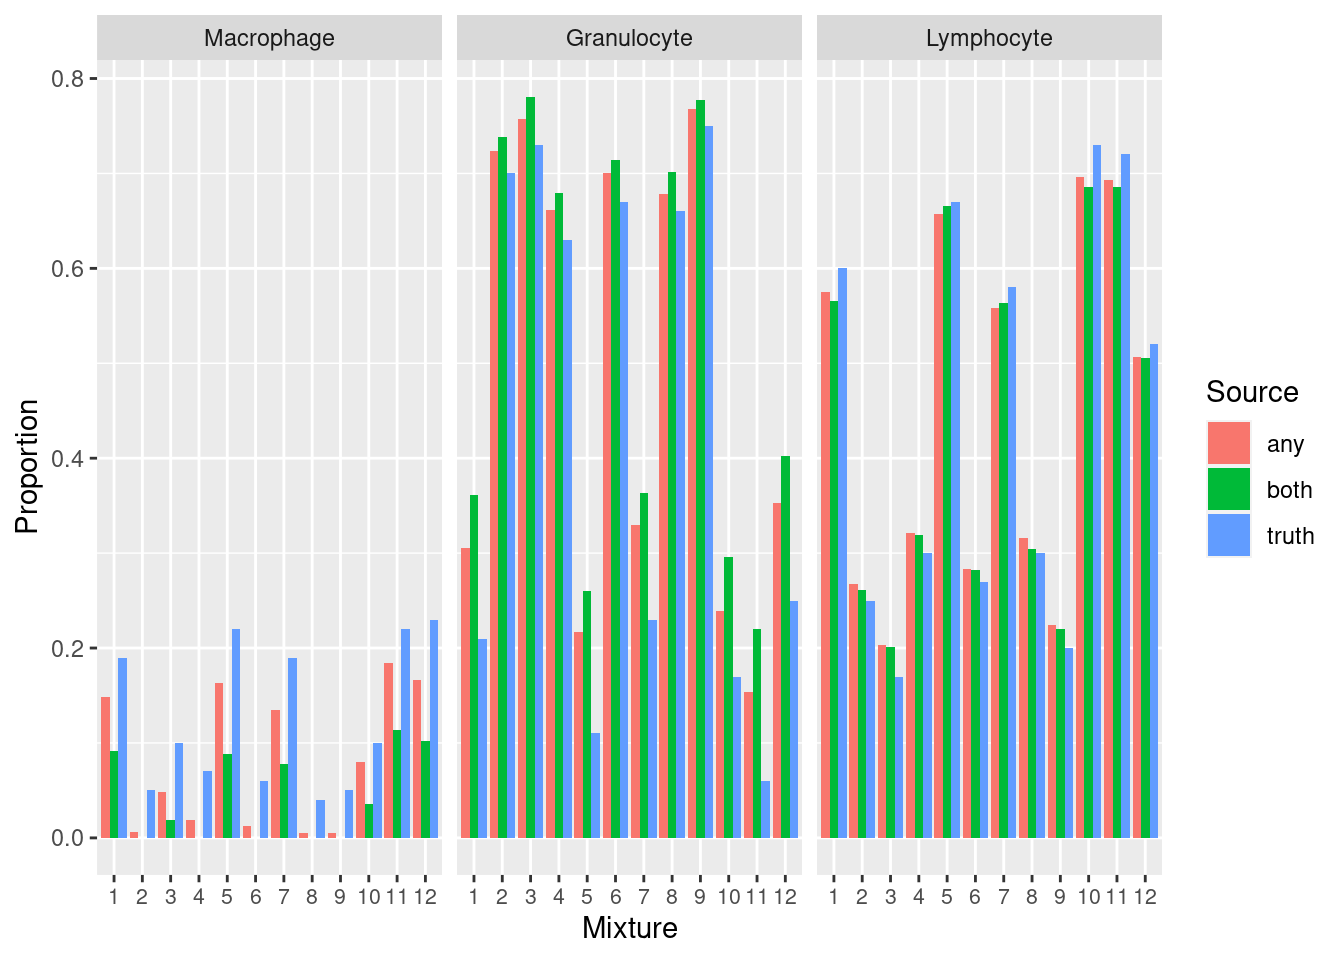 Macrophage Granulocyte Lymphocyte
0.8
0.6
0.4
0.2
0.0
Proportion
1 2 3 4 5 6 7 8 9 10 11 12 1 2 3 4 5 6 7 8 9 10 11 12 1 2 3 4 5 6 7 8 9 10 11 12
Mixture
Source
any
both
truth